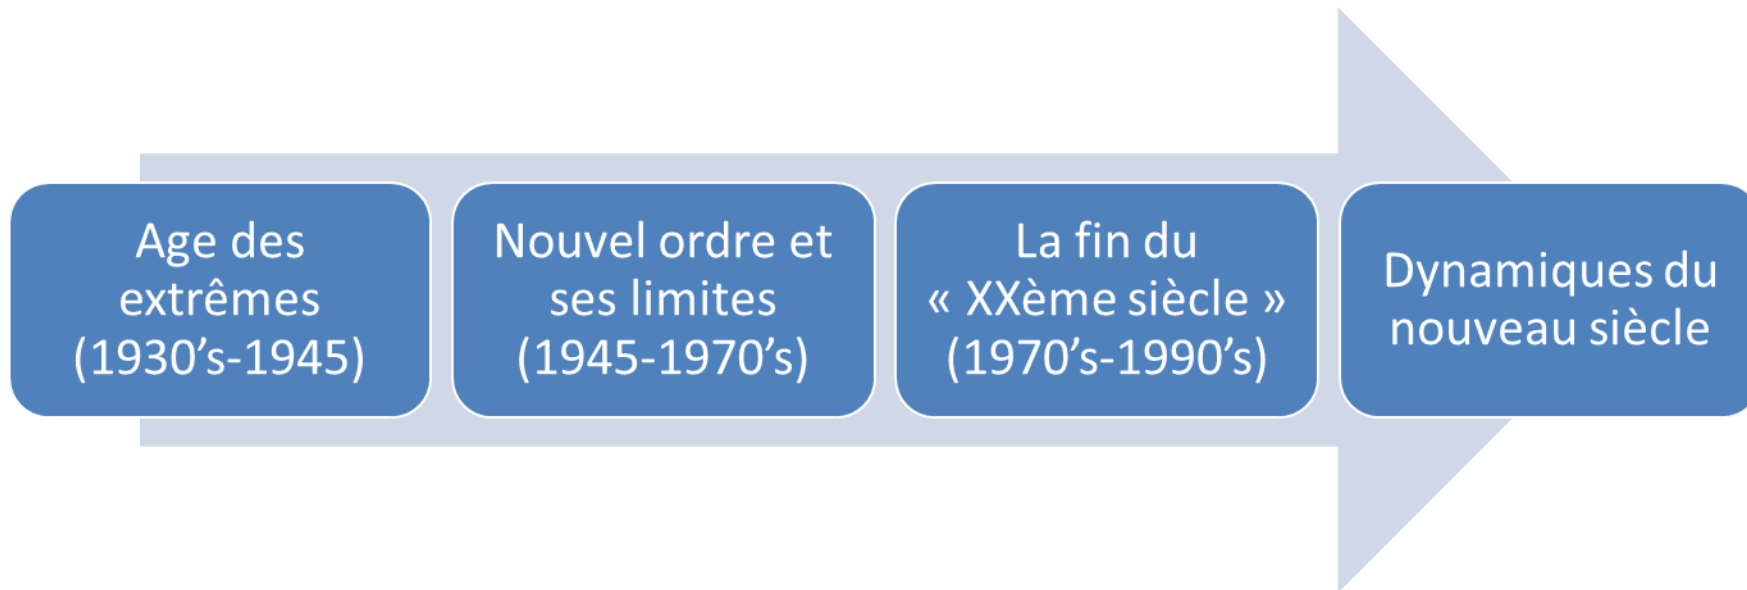 Age des
extrêmes
(1930’s-1945)
Nouvel ordre et
ses limites
(1945-1970’s)
La fin du
« XXème siècle »
(1970’s-1990’s)
Dynamiques du
nouveau siècle